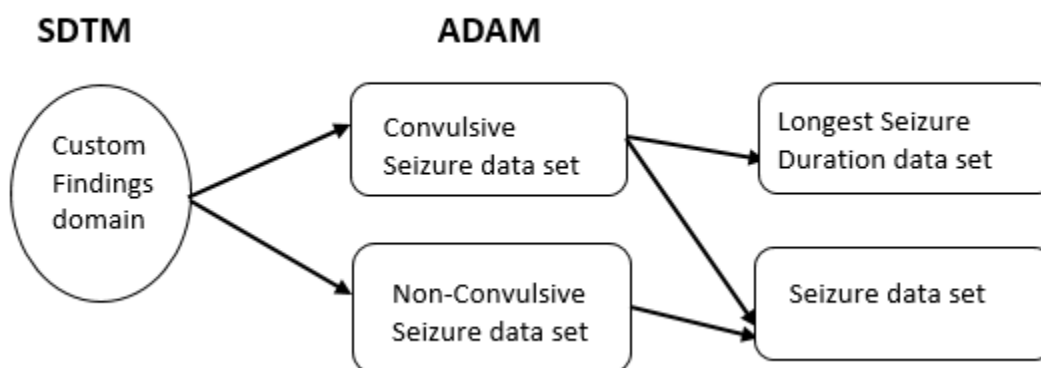 SDTM
ADAM
Custom
Findings
domain
Convulsive
Seizure data set
Non-Convulsive
Seizure data set
Longest Seizure
Duration data set
Seizure data set